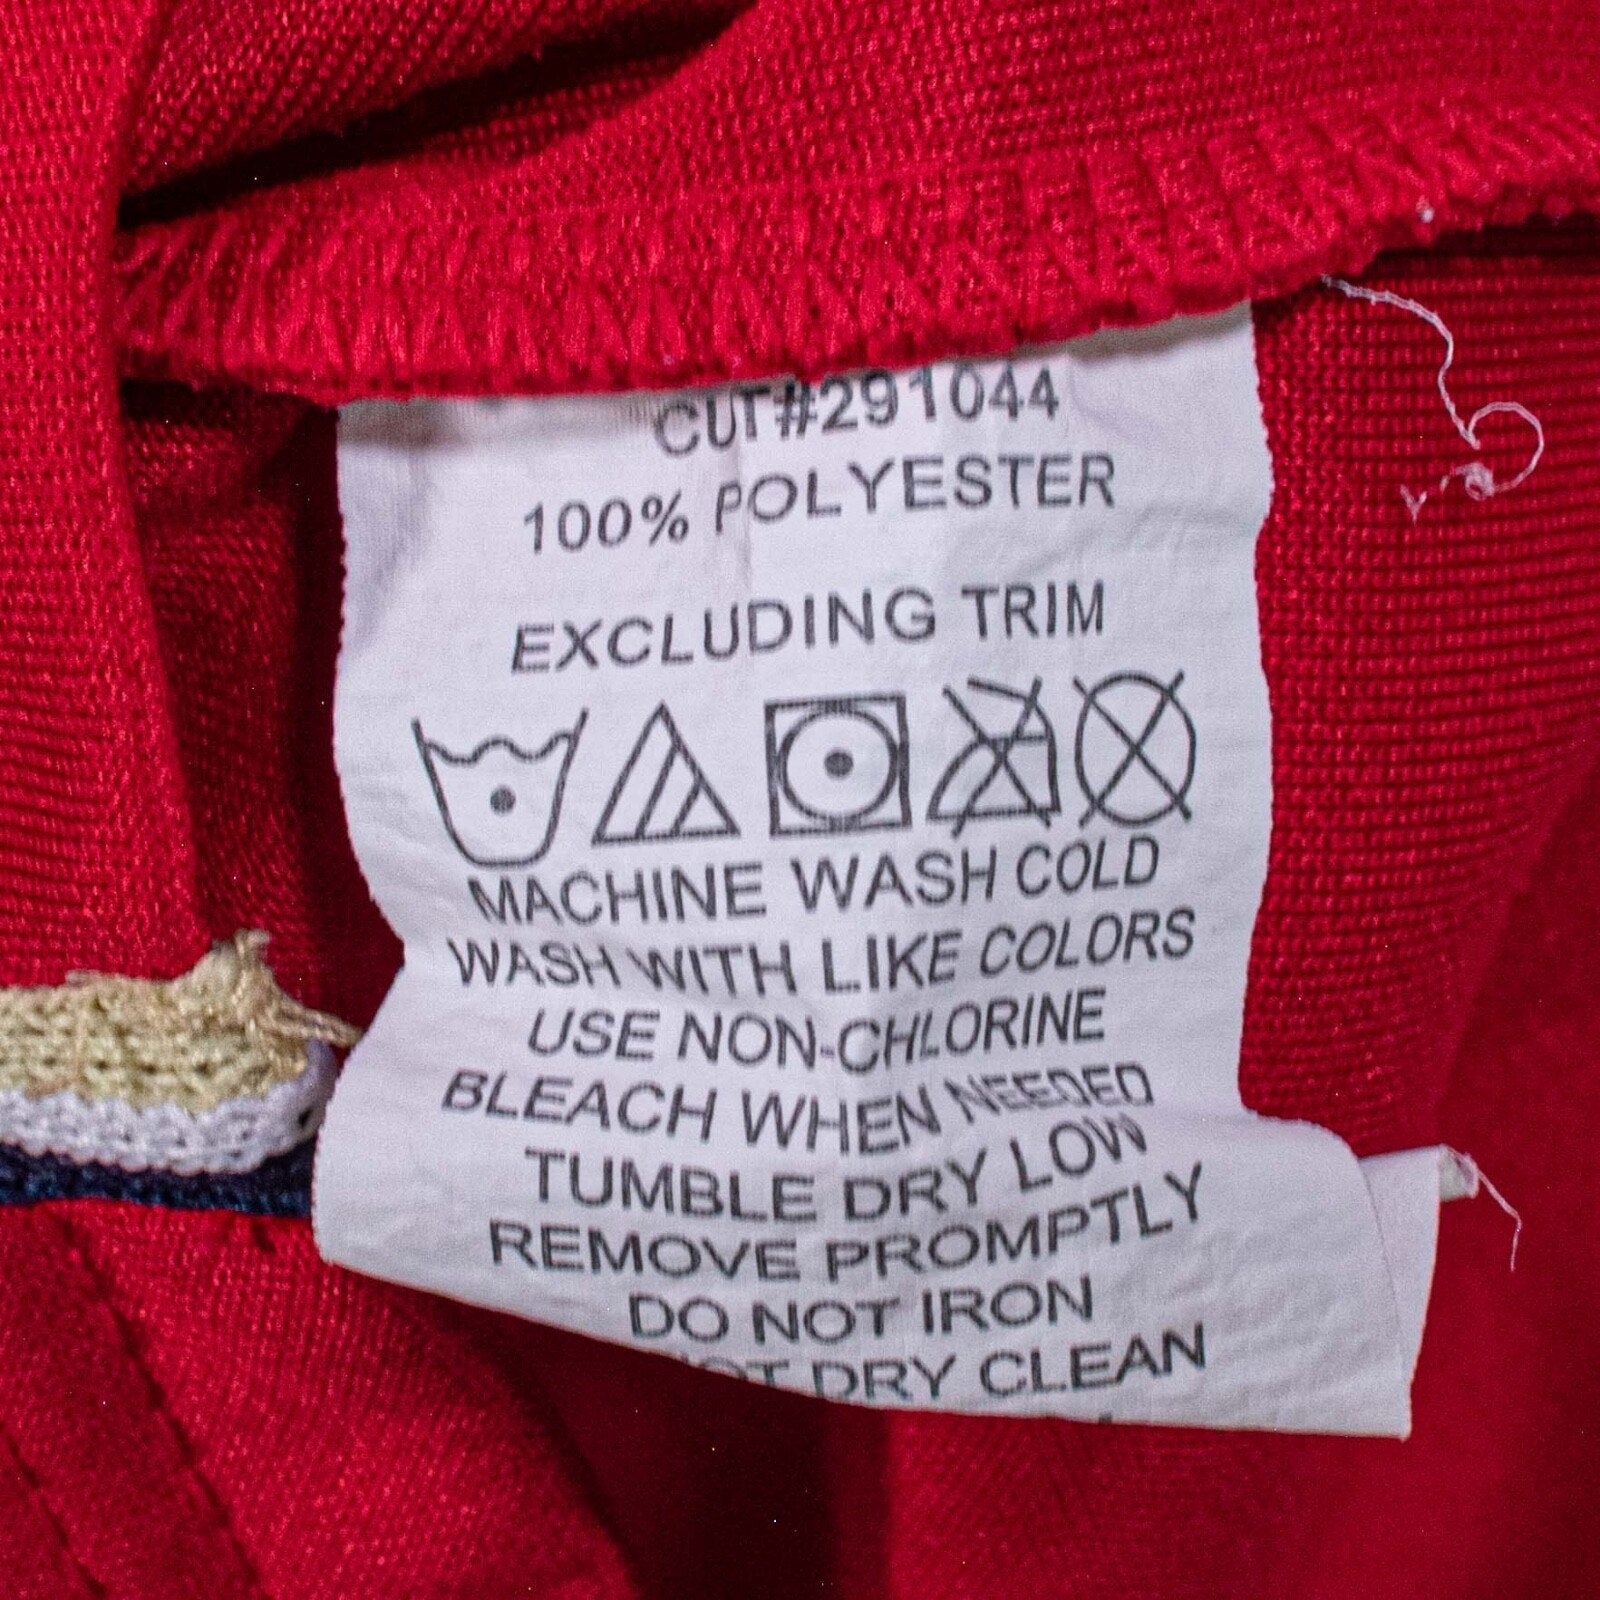 CUT#291044
100% POLYESTER
EXCLUDING TRIM
MACHINE WASH COLD
WASH WITH LIKE COLORS
USE NON-CHLORINE
BLEACH WHEN NEEDED
TUMBLE DRY LOW
REMOVE PROMPTLY
DO NOT IRON
DRY CLEAN